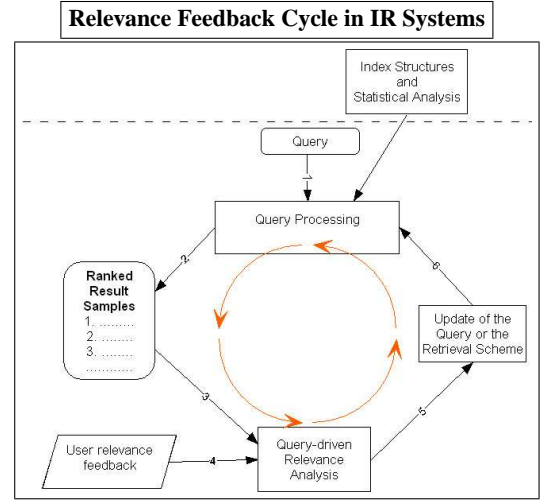 Relevance Feedback Cycle in IR Systems
Index Structures
and
Statistical Analysis
Query
1
Query Processing
2
6
Ranked
Result
Samples
1. .........
2. ........
3. ........
............
Update of the
Query or the
Retrieval Scheme
3
5
User relevance
feedback
4
Query-driven
Relevance
Analysis